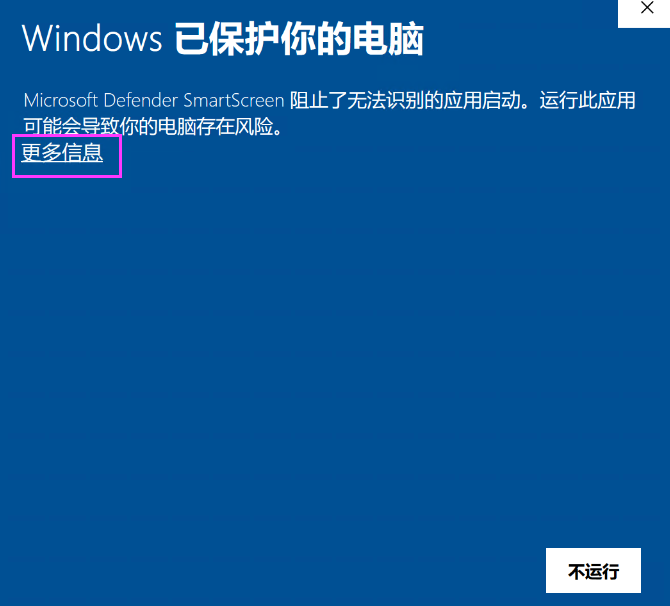 Windows 已保护你的电脑
Microsoft Defender SmartScreen 阻止了无法识别的应用启动。运行此应用
可能会导致你的电脑存在风险。
更多信息
不运行